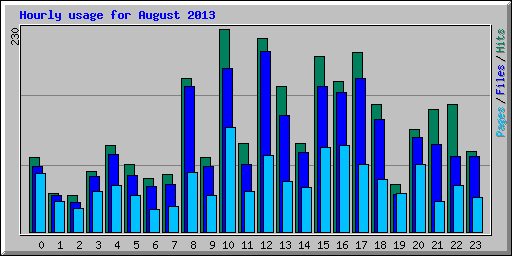 Hourly usage for August 2013
230
Pages / Files / Hits
0 1 2 3 4 5 6 7 8 9 10 11 12 13 14 15 16 17 18 19 20 21 22 23